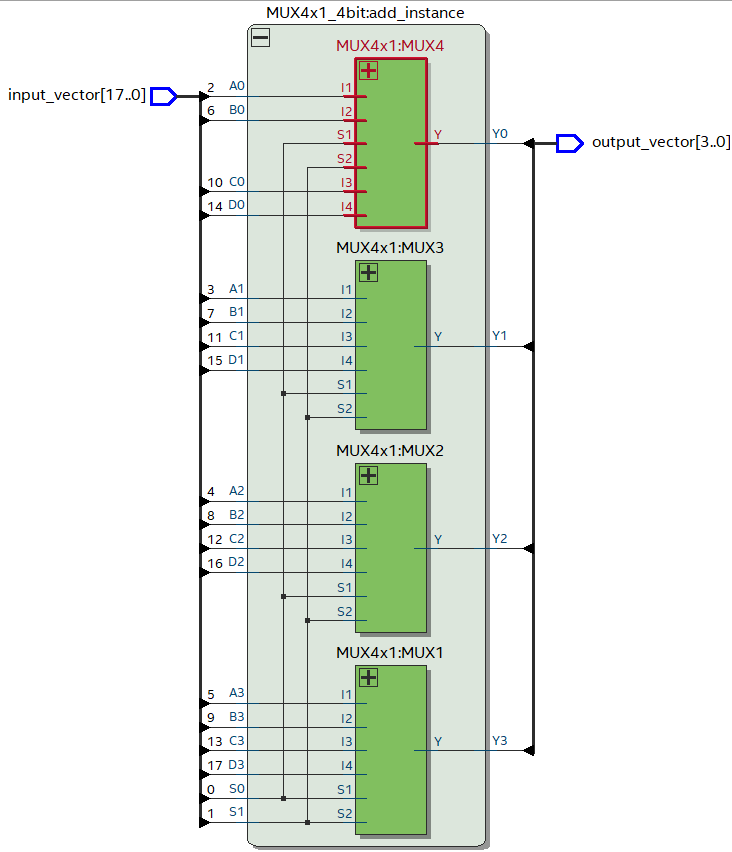 MUX4x1_4bit:add_instance
MUX4x1:MUX4
input_vector[17..0]
2 A0 I1
6 B0 I2
S1 Y Y0
output_vector[3..0]
S2
10 C0 I3
14 D0 I4
MUX4x1:MUX3
3 A1 I1
7 B1 I2
11 C1 I3 Y Y1
15 D1 I4
S1
S2
MUX4x1:MUX2
4 A2 I1
8 B2 I2
12 C2 I3 Y Y2
16 D2 I4
S1
S2
MUX4x1:MUX1
5 A3 I1
9 B3 I2
13 C3 I3 Y Y3
17 D3 I4
0 S0 S1
1 S1 S2